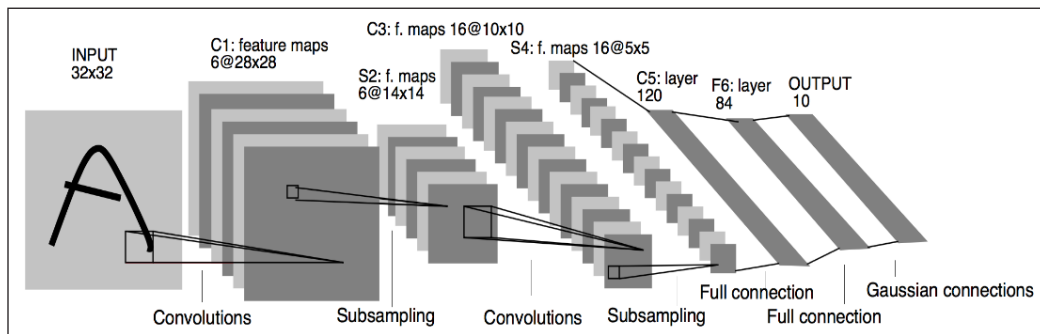 INPUT
32x32
C1: feature maps
6@28x28
S2: f. maps
6@14x14
C3: f. maps 16@10x10
S4: f. maps 16@5x5
C5: layer
120
F6: layer
84
OUTPUT
10
A
Convolutions
Subsampling
Convolutions
Subsampling
Full connection
Full connection
Gaussian connections